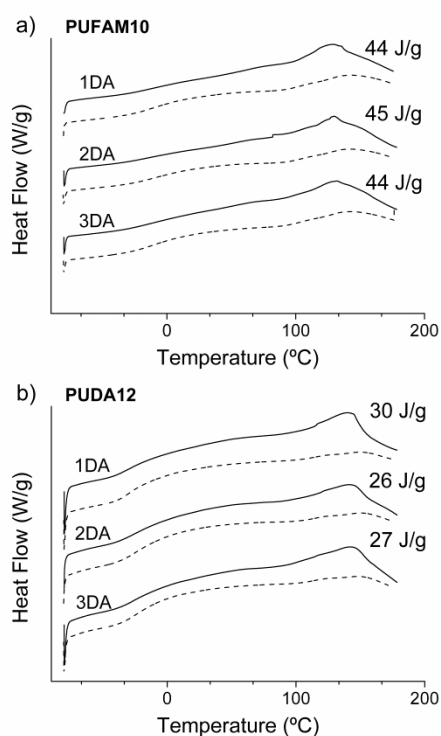 a) PUFAM10
44 J/g
1DA
45 J/g
2DA
44 J/g
3DA
Heat Flow (W/g)
0 100 200
Temperature (ºC)
b) PUDA12
30 J/g
1DA
26 J/g
2DA
27 J/g
3DA
Heat Flow (W/g)
0 100 200
Temperature (ºC)